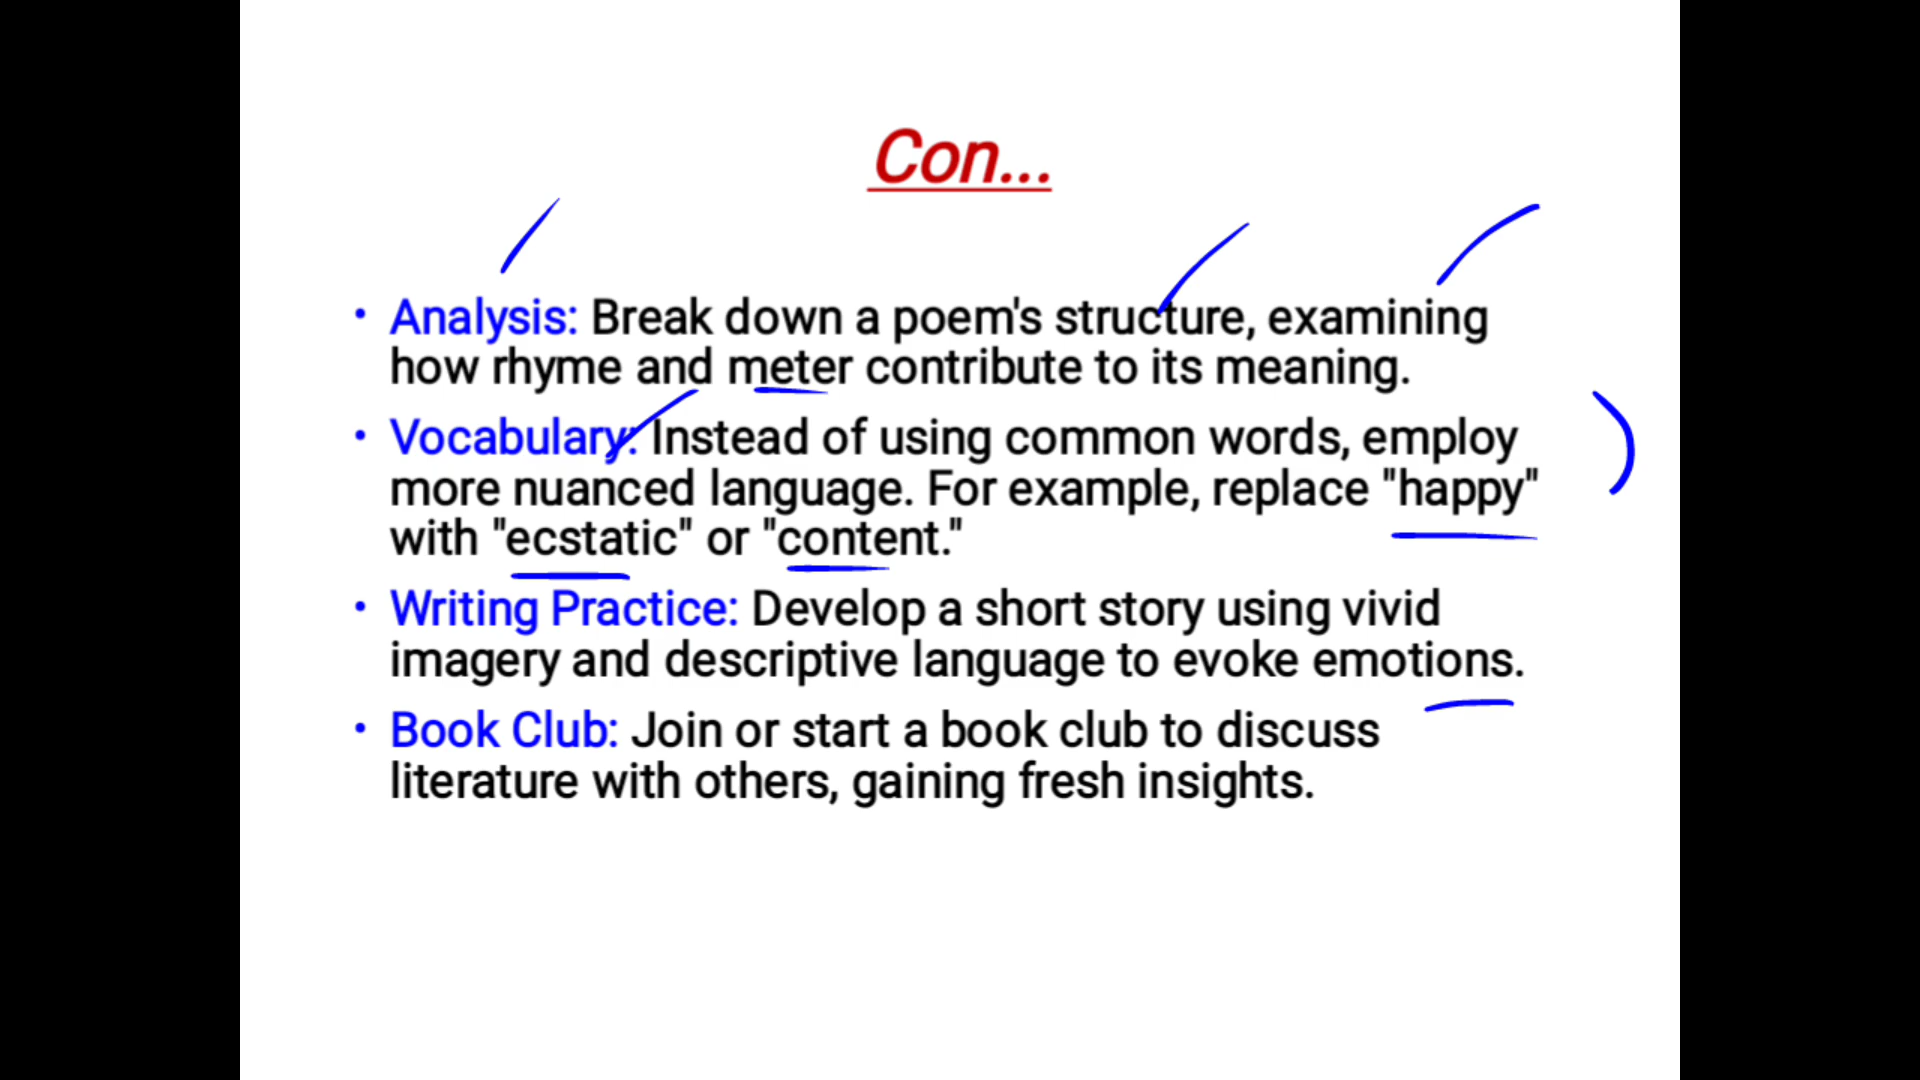 Con...
• Analysis: Break down a poem's structure, examining
how rhyme and meter contribute to its meaning.
• Vocabulary: Instead of using common words, employ
more nuanced language. For example, replace "happy"
with "ecstatic" or "content."
• Writing Practice: Develop a short story using vivid
imagery and descriptive language to evoke emotions.
• Book Club: Join or start a book club to discuss
literature with others, gaining fresh insights.